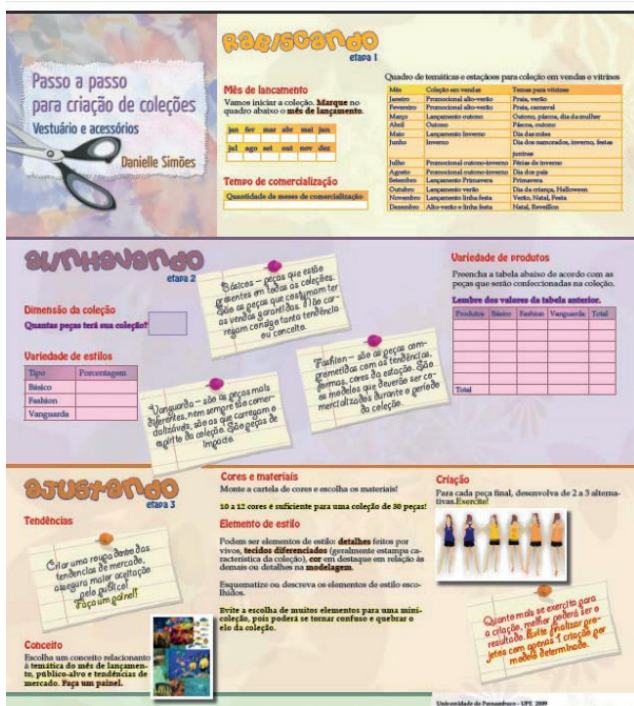 Passo a passo
para criação de coleções
Vestuário e acessórios
Danielle Simões
Rabiscando
etapa 1
Mês de lancamento
Vamos iniciar a coleção. Marque no
quadro abaixo o mês de lançamento.
jan fev mar abr mai jun
jul ago set out nov dez
Tempo de comercialização
Quantidade de meses de comercialização
Quadro de temáticas e estações para coleção em vendas e vitrines
Mês Coleção em vendas Temas para vitrines
Janeiro Promocional alto-verão Praia, verão
Fevereiro Promocional alto-verão Praia, carnaval
Março Lançamento outono Outono, páscoa, dia da mulher
Abril Outono Páscoa, outono
Maio Lançamento Inverno Dia das mães
Junho Inverno Dia dos namorados, inverno, festas
juninas
Julho Promocional outono-inverno Férias de inverno
Agosto Promocional outono-inverno Dia dos pais
Setembro Lançamento Primavera Primavera
Outubro Lançamento verão Dia da criança, Halloween
Novembro Lançamento linha festa Verão, Natal, Festa
Dezembro Alto-verão e linha festa Natal, Reveillon
alinhavando
etapa 2
Dimensão da coleção
Quantas peças terá sua coleção?
Variedade de estilos
Tipo Porcentagem
Básico
Fashion
Vanguarda
Básicos – peças que estão
presentes em todas as coleções.
São as peças que costumam ter
as vendas garantidas. Não car-
regam consigo tanta tendência
ou conceito.
Vanguarda – são as peças mais
diferentes, nem sempre são comer-
cializáveis, são as que carregam o
espírito da coleção. São peças de
impacto.
Fashion – são as peças com-
prometidas com as tendências,
formas, cores da estação. São
os modelos que deverão ser co-
mercializados durante o período
da coleção.
Variedade de produtos
Preencha a tabela abaixo de acordo com as
peças que serão confeccionadas na coleção.
Lembre dos valores da tabela anterior.
Produtos Básico Fashion Vanguarda Total
Total
ajustando
etapa 3
Tendências
Criar uma roupa dentro das
tendencias de mercado,
assegura maior aceitação
pelo público!
Faça um painel!
Conceito
Escolha um conceito relacionanto
a temática do mês de lançamen-
to, público-alvo e tendências de
mercado. Faça um painel.
Cores e materiais
Monte a cartela de cores e escolha os materiais!
10 a 12 cores é suficiente para uma coleção de 30 peças!
Elemento de estilo
Podem ser elementos de estilo: detalhes feitos por
vivos, tecidos diferenciados (geralmente estampa ca-
racterística da coleção), cor em destaque em relação às
demais ou detalhes na modelagem.
Esquematize ou descreva os elementos de estilo esco-
lhidos.
Evite a escolha de muitos elementos para uma mini-
coleção, pois poderá se tornar confuso e quebrar o
elo da coleção.
Criação
Para cada peça final, desenvolva de 2 a 3 alterna-
tivas.Exercite!
Quanto mais se exercita para
a criação, melhor poderá ser o
resultado. Evite finalizar pro-
jetos com apenas 1 criação por
modelo determinado.
Universidade de Pernambuco - UPE 2009